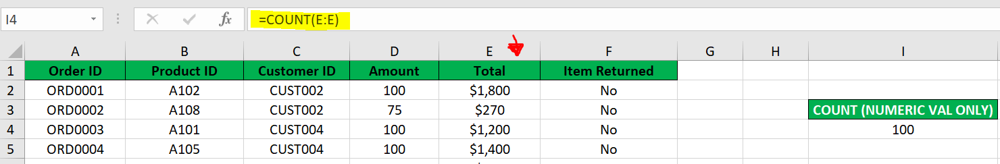 I4 fx =COUNT(E:E)
A B C D E F G H I
1 Order ID Product ID Customer ID Amount Total Item Returned
2 ORD0001 A102 CUST002 100 $1,800 No
3 ORD0002 A108 CUST002 75 $270 No COUNT (NUMERIC VAL ONLY)
4 ORD0003 A101 CUST004 100 $1,200 No 100
5 ORD0004 A105 CUST004 100 $1,400 No